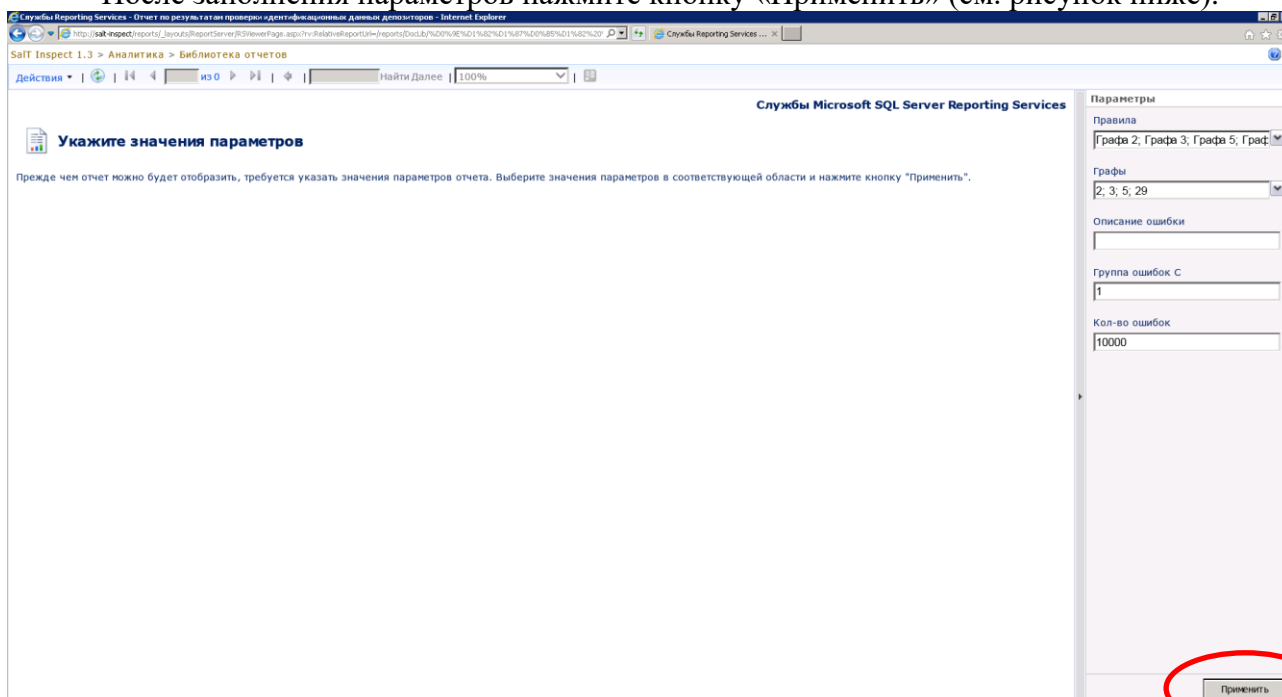 После заполнения параметров нажмите кнопку «Применить» (см. рисунок ниже).
Службы Reporting Services - Отчет по результатам проверки идентификационных данных депозиторов - Internet Explorer
Службы Reporting Services ...
SalT Inspect 1.3 > Аналитика > Библиотека отчетов
Действия
из 0
Найти Далее
100%
Службы Microsoft SQL Server Reporting Services
Укажите значения параметров
Прежде чем отчет можно будет отобразить, требуется указать значения параметров отчета. Выберите значения параметров в соответствующей области и нажмите кнопку "Применить".
Параметры
Правила
Графа 2; Графа 3; Графа 5; Граф
Графы
2; 3; 5; 29
Описание ошибки
Группа ошибок С
1
Кол-во ошибок
10000
Применить